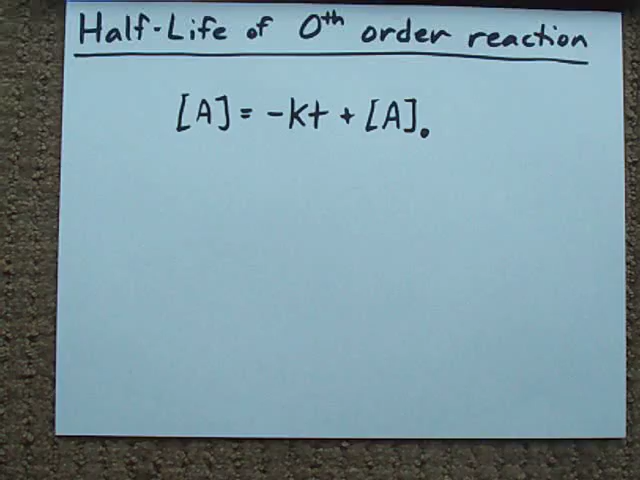 Half-Life of 0th order reaction
[A] = -kt + [A]₀